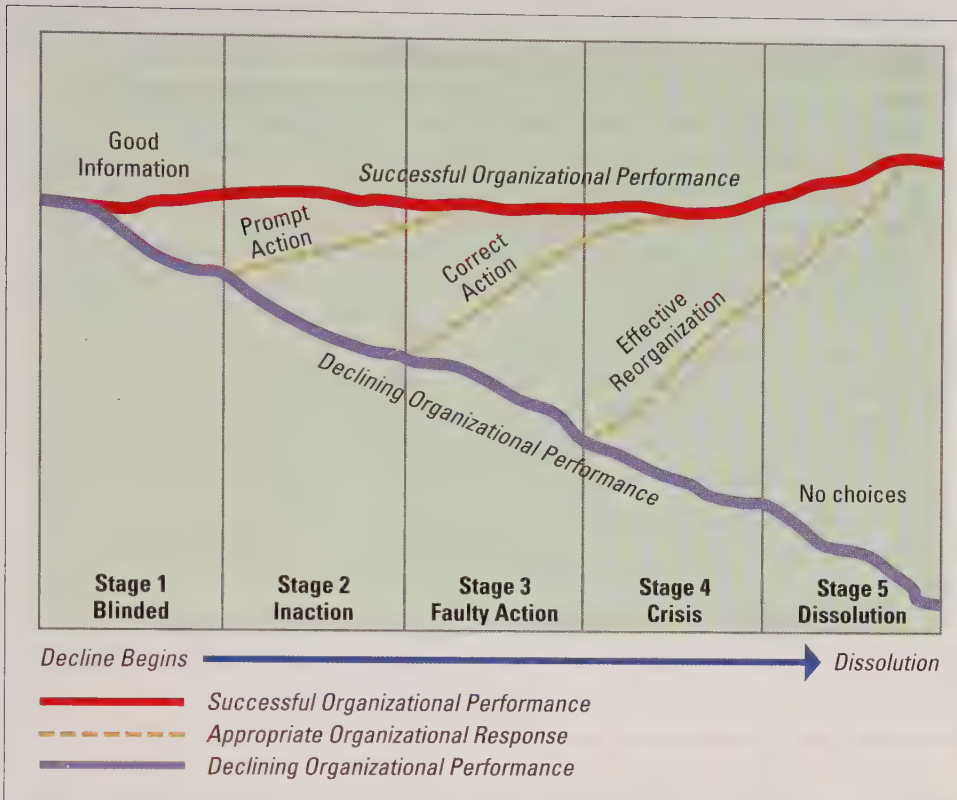 Good
Information
Successful Organizational Performance
Prompt
Action
Correct
Action
Effective
Reorganization
Declining Organizational Performance
No choices
Stage 1
Blinded
Stage 2
Inaction
Stage 3
Faulty Action
Stage 4
Crisis
Stage 5
Dissolution
Decline Begins
Dissolution
Successful Organizational Performance
Appropriate Organizational Response
Declining Organizational Performance